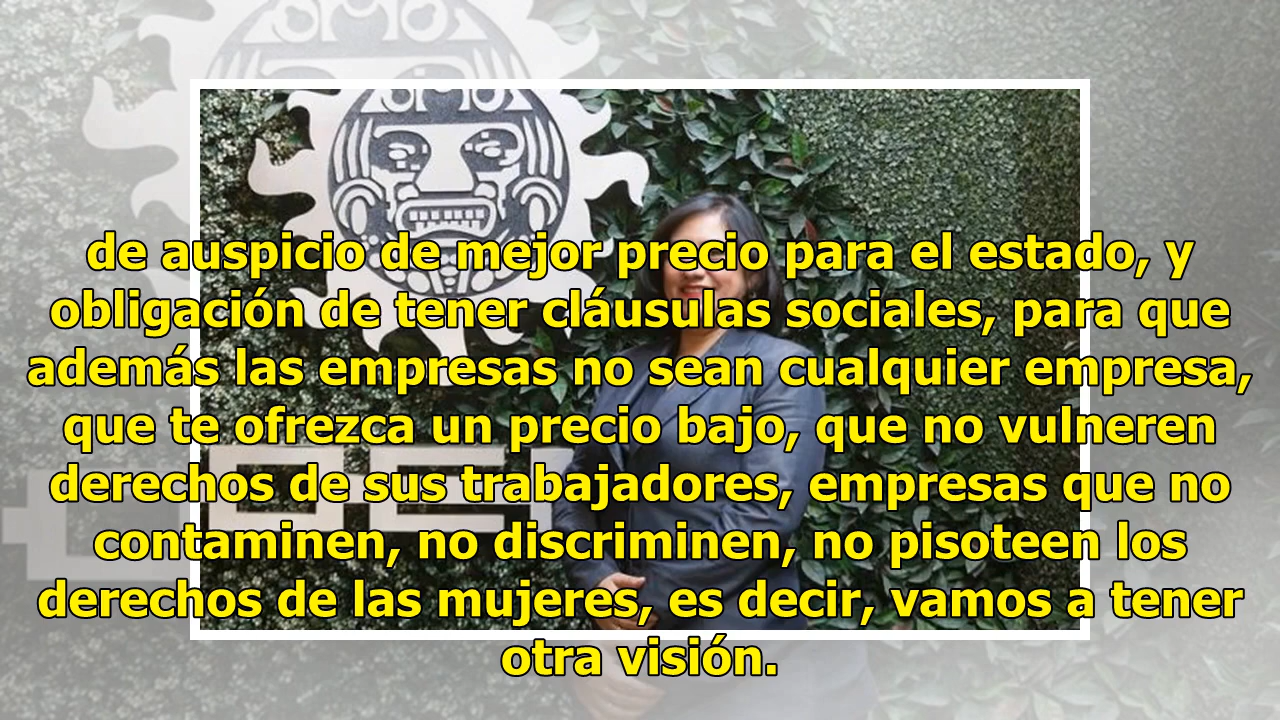 de auspicio de mejor precio para el estado, y
obligación de tener cláusulas sociales, para que
además las empresas no sean cualquier empresa,
que te ofrezca un precio bajo, que no vulneren
derechos de sus trabajadores, empresas que no
contaminen, no discriminen, no pisoteen los
derechos de las mujeres, es decir, vamos a tener
otra visión.